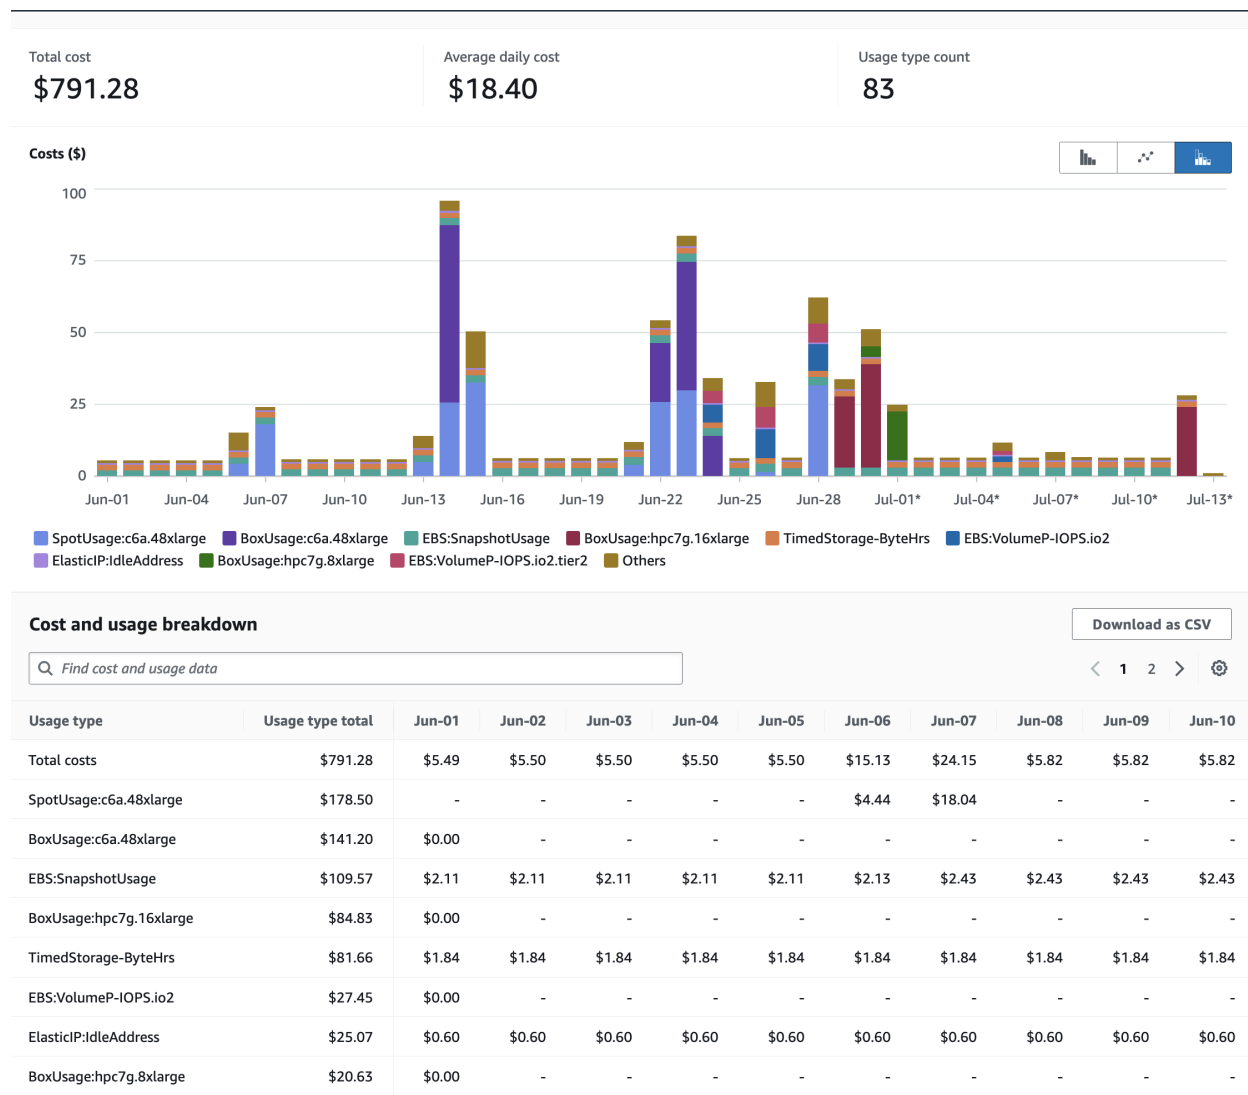 Total cost Average daily cost Usage type count
$791.28 $18.40 83
Costs ($)
100
75
50
25
0
Jun-01 Jun-04 Jun-07 Jun-10 Jun-13 Jun-16 Jun-19 Jun-22 Jun-25 Jun-28 Jul-01* Jul-04* Jul-07* Jul-10* Jul-13*
SpotUsage:c6a.48xlarge BoxUsage:c6a.48xlarge EBS:SnapshotUsage BoxUsage:hpc7g.16xlarge TimedStorage-ByteHrs EBS:VolumeP-IOPS.io2
ElasticIP:IdleAddress BoxUsage:hpc7g.8xlarge EBS:VolumeP-IOPS.io2.tier2 Others
Cost and usage breakdown Download as CSV
Find cost and usage data 1 2
Usage type Usage type total Jun-01 Jun-02 Jun-03 Jun-04 Jun-05 Jun-06 Jun-07 Jun-08 Jun-09 Jun-10
Total costs $791.28 $5.49 $5.50 $5.50 $5.50 $5.50 $15.13 $24.15 $5.82 $5.82 $5.82
SpotUsage:c6a.48xlarge $178.50 - - - - - $4.44 $18.04 - - -
BoxUsage:c6a.48xlarge $141.20 $0.00 - - - - - - - - -
EBS:SnapshotUsage $109.57 $2.11 $2.11 $2.11 $2.11 $2.11 $2.13 $2.43 $2.43 $2.43 $2.43
BoxUsage:hpc7g.16xlarge $84.83 $0.00 - - - - - - - - -
TimedStorage-ByteHrs $81.66 $1.84 $1.84 $1.84 $1.84 $1.84 $1.84 $1.84 $1.84 $1.84 $1.84
EBS:VolumeP-IOPS.io2 $27.45 $0.00 - - - - - - - - -
ElasticIP:IdleAddress $25.07 $0.60 $0.60 $0.60 $0.60 $0.60 $0.60 $0.60 $0.60 $0.60 $0.60
BoxUsage:hpc7g.8xlarge $20.63 $0.00 - - - - - - - - -